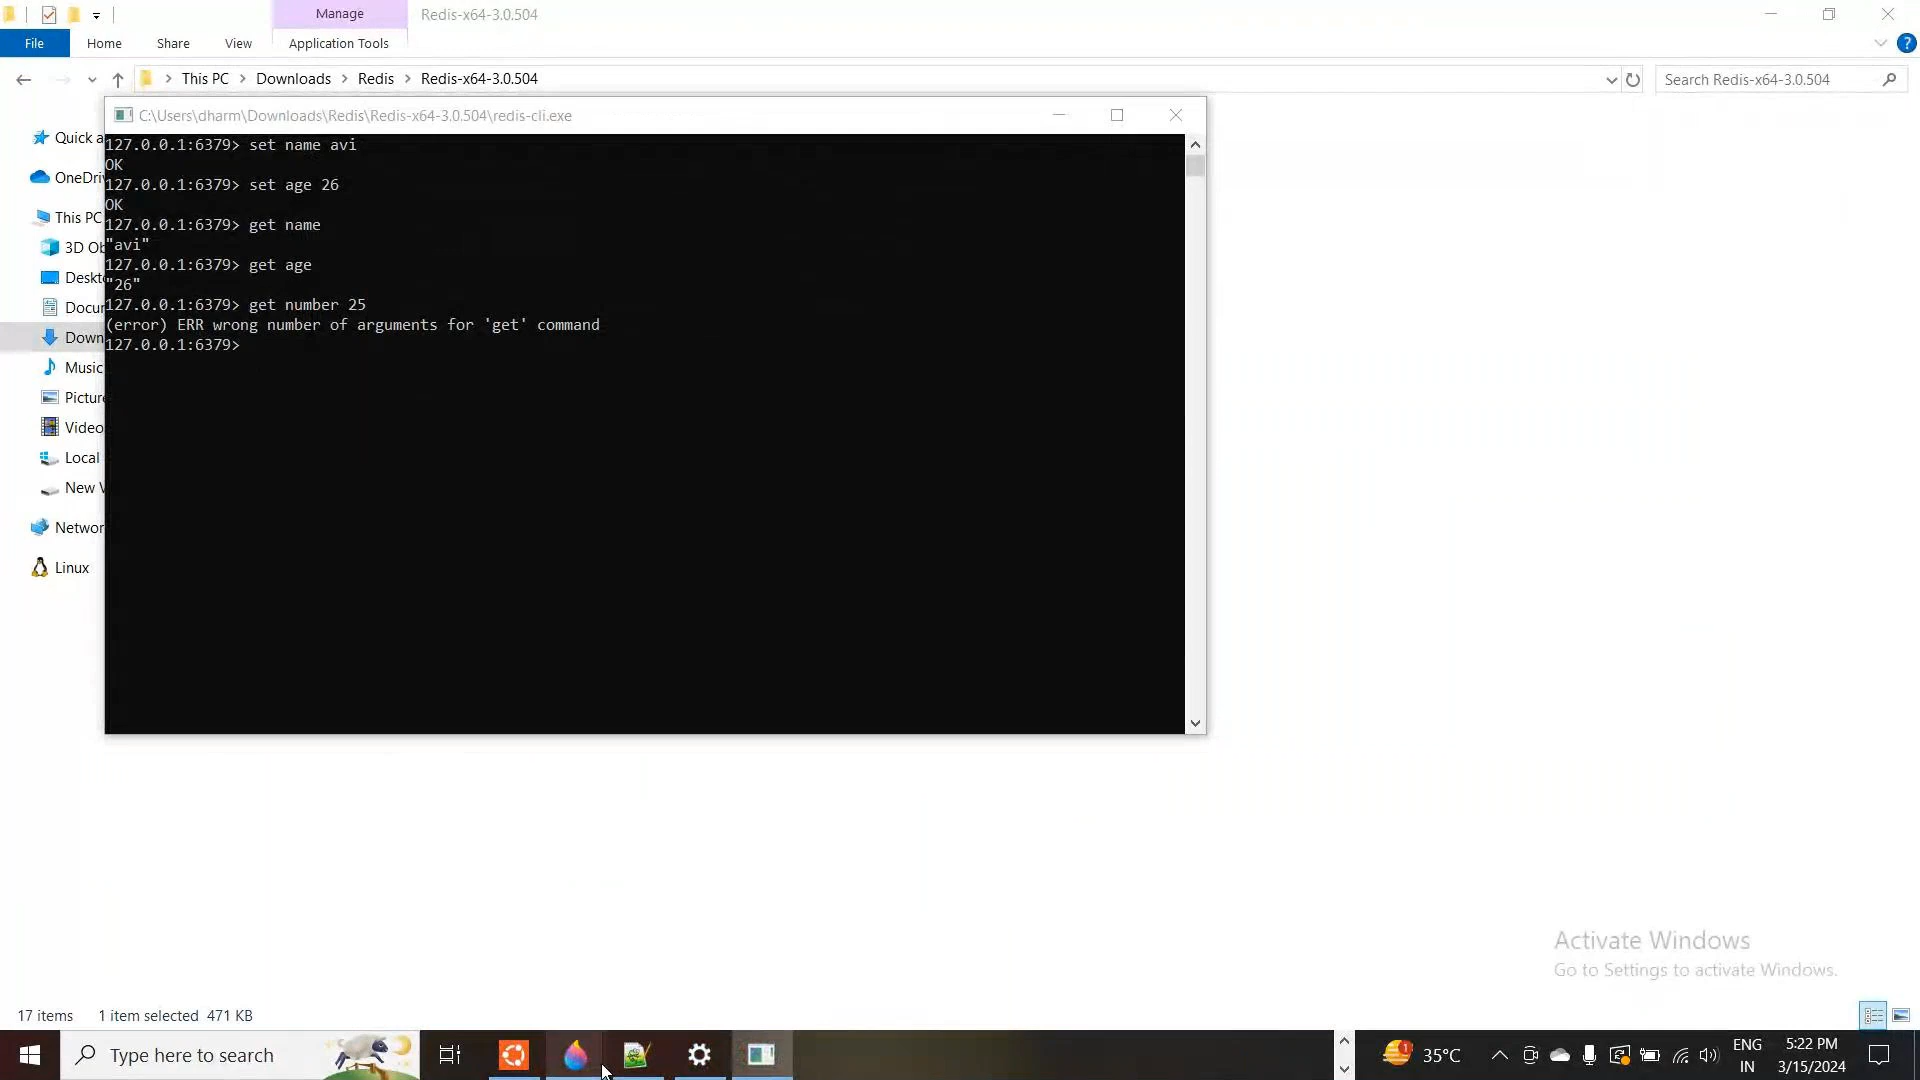 Manage
Redis-x64-3.0.504
File
Home
Share
View
Application Tools
This PC
Downloads
Redis
Redis-x64-3.0.504
Search Redis-x64-3.0.504
C:\Users\dharm\Downloads\Redis\Redis-x64-3.0.504\redis-cli.exe
Quick a
OneDri
This PC
3D Ob
Deskt
Docu
Down
Music
Picture
Video
Local
New V
Networ
Linux
127.0.0.1:6379> set name avi
OK
127.0.0.1:6379> set age 26
OK
127.0.0.1:6379> get name
"avi"
127.0.0.1:6379> get age
"26"
127.0.0.1:6379> get number 25
(error) ERR wrong number of arguments for 'get' command
127.0.0.1:6379>
Activate Windows
Go to Settings to activate Windows.
17 items
1 item selected 471 KB
Type here to search
35°C
ENG
IN
5:22 PM
3/15/2024